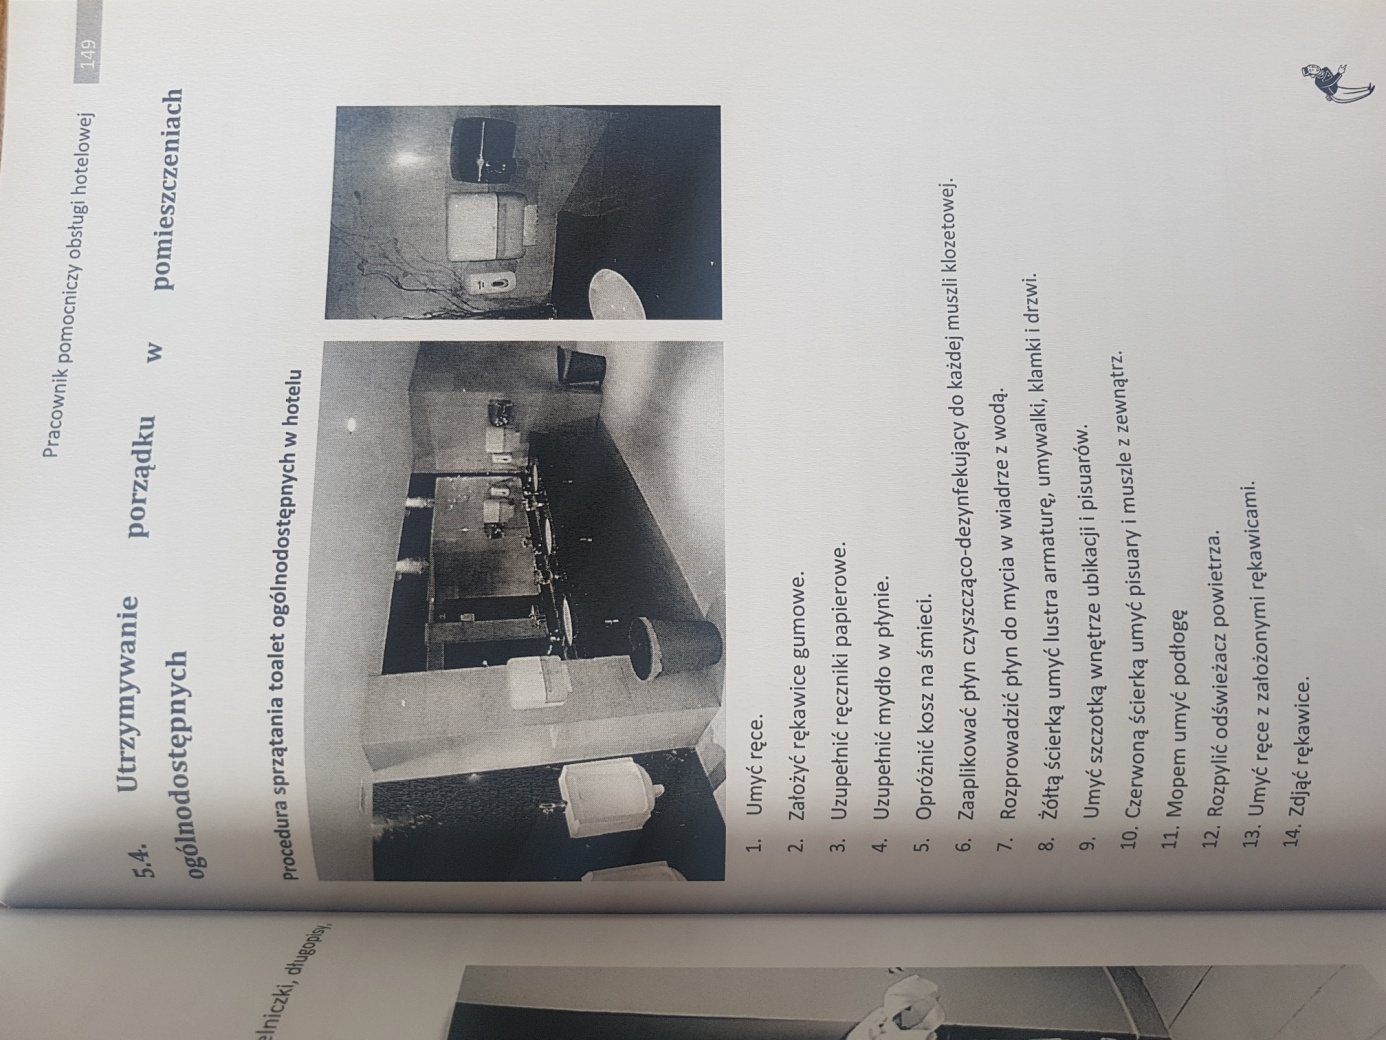 elniczki, długopisy,
Pracownik pomocniczy obsługi hotelowej 149
5.4. Utrzymywanie porządku w pomieszczeniach
ogólnodostępnych
Procedura sprzątania toalet ogólnodostępnych w hotelu
1. Umyć ręce.
2. Założyć rękawice gumowe.
3. Uzupełnić ręczniki papierowe.
4. Uzupełnić mydło w płynie.
5. Opróżnić kosz na śmieci.
6. Zaaplikować płyn czyszcząco-dezynfekujący do każdej muszli klozetowej.
7. Rozprowadzić płyn do mycia w wiadrze z wodą.
8. Żółtą ścierką umyć lustra armaturę, umywalki, klamki i drzwi.
9. Umyć szczotką wnętrze ubikacji i pisuarów.
10. Czerwoną ścierką umyć pisuary i muszle z zewnątrz.
11. Mopem umyć podłogę
12. Rozpylić odświeżacz powietrza.
13. Umyć ręce z założonymi rękawicami.
14. Zdjąć rękawice.